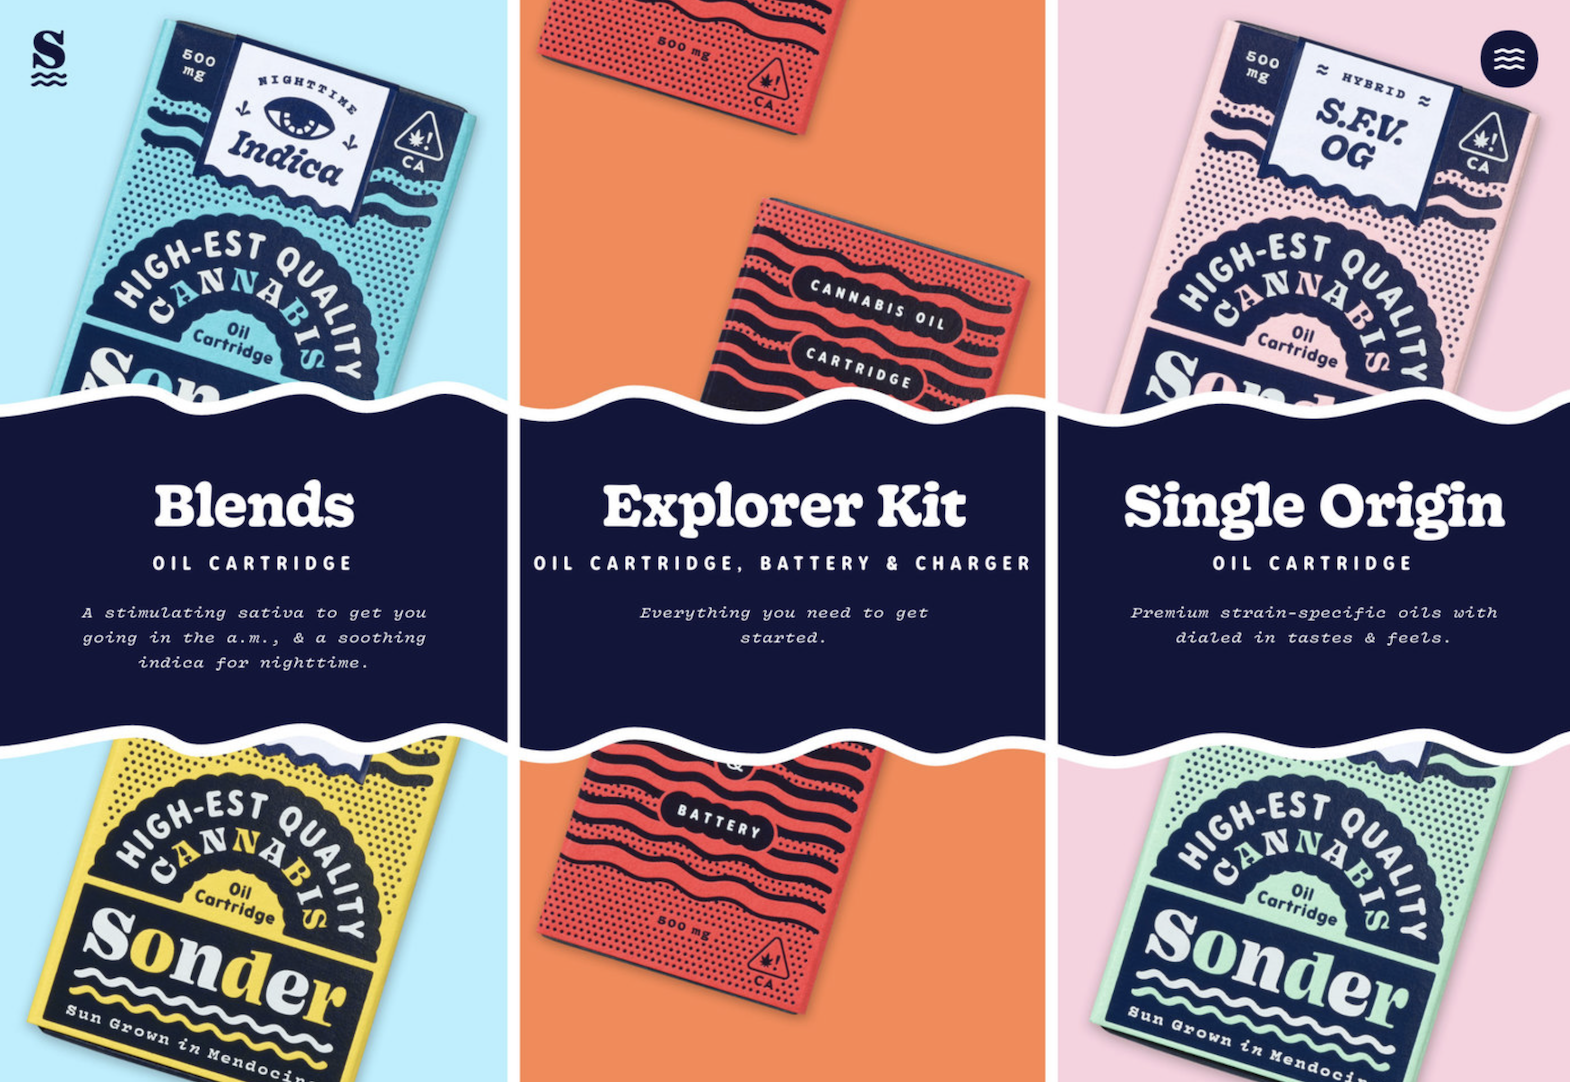 S
500
mg
NIGHTTIME
Indica
CA
HIGH-EST QUALITY
CANNABIS
Oil
Cartridge
Blends
OIL CARTRIDGE
A stimulating sativa to get you
going in the a.m., & a soothing
indica for nighttime.
HIGH-EST QUALITY
CANNABIS
Oil
Cartridge
Sonder
Sun Grown in
500 mg
CA
CANNABIS OIL
CARTRIDGE
Explorer Kit
OIL CARTRIDGE, BATTERY & CHARGER
Everything you need to get
started.
&
BATTERY
500 mg
CA
500
mg
HYBRID
S.F.V.
OG
CA
HIGH-EST QUALITY
CANNABIS
Oil
Cartridge
Single Origin
OIL CARTRIDGE
Premium strain-specific oils with
dialed in tastes & feels.
HIGH-EST QUALITY
CANNABIS
Oil
Cartridge
Sonder
Sun Grown in